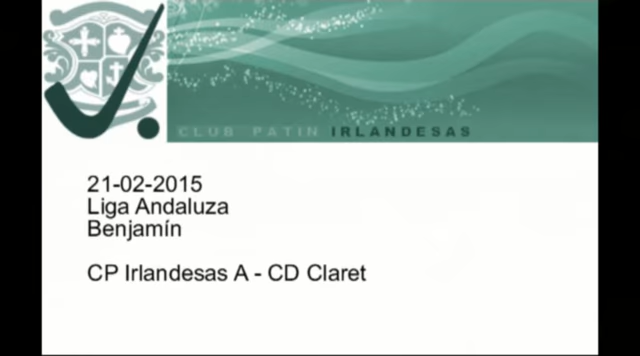 CLUB PATIN IRLANDESAS
21-02-2015
Liga Andaluza
Benjamín
CP Irlandesas A - CD Claret